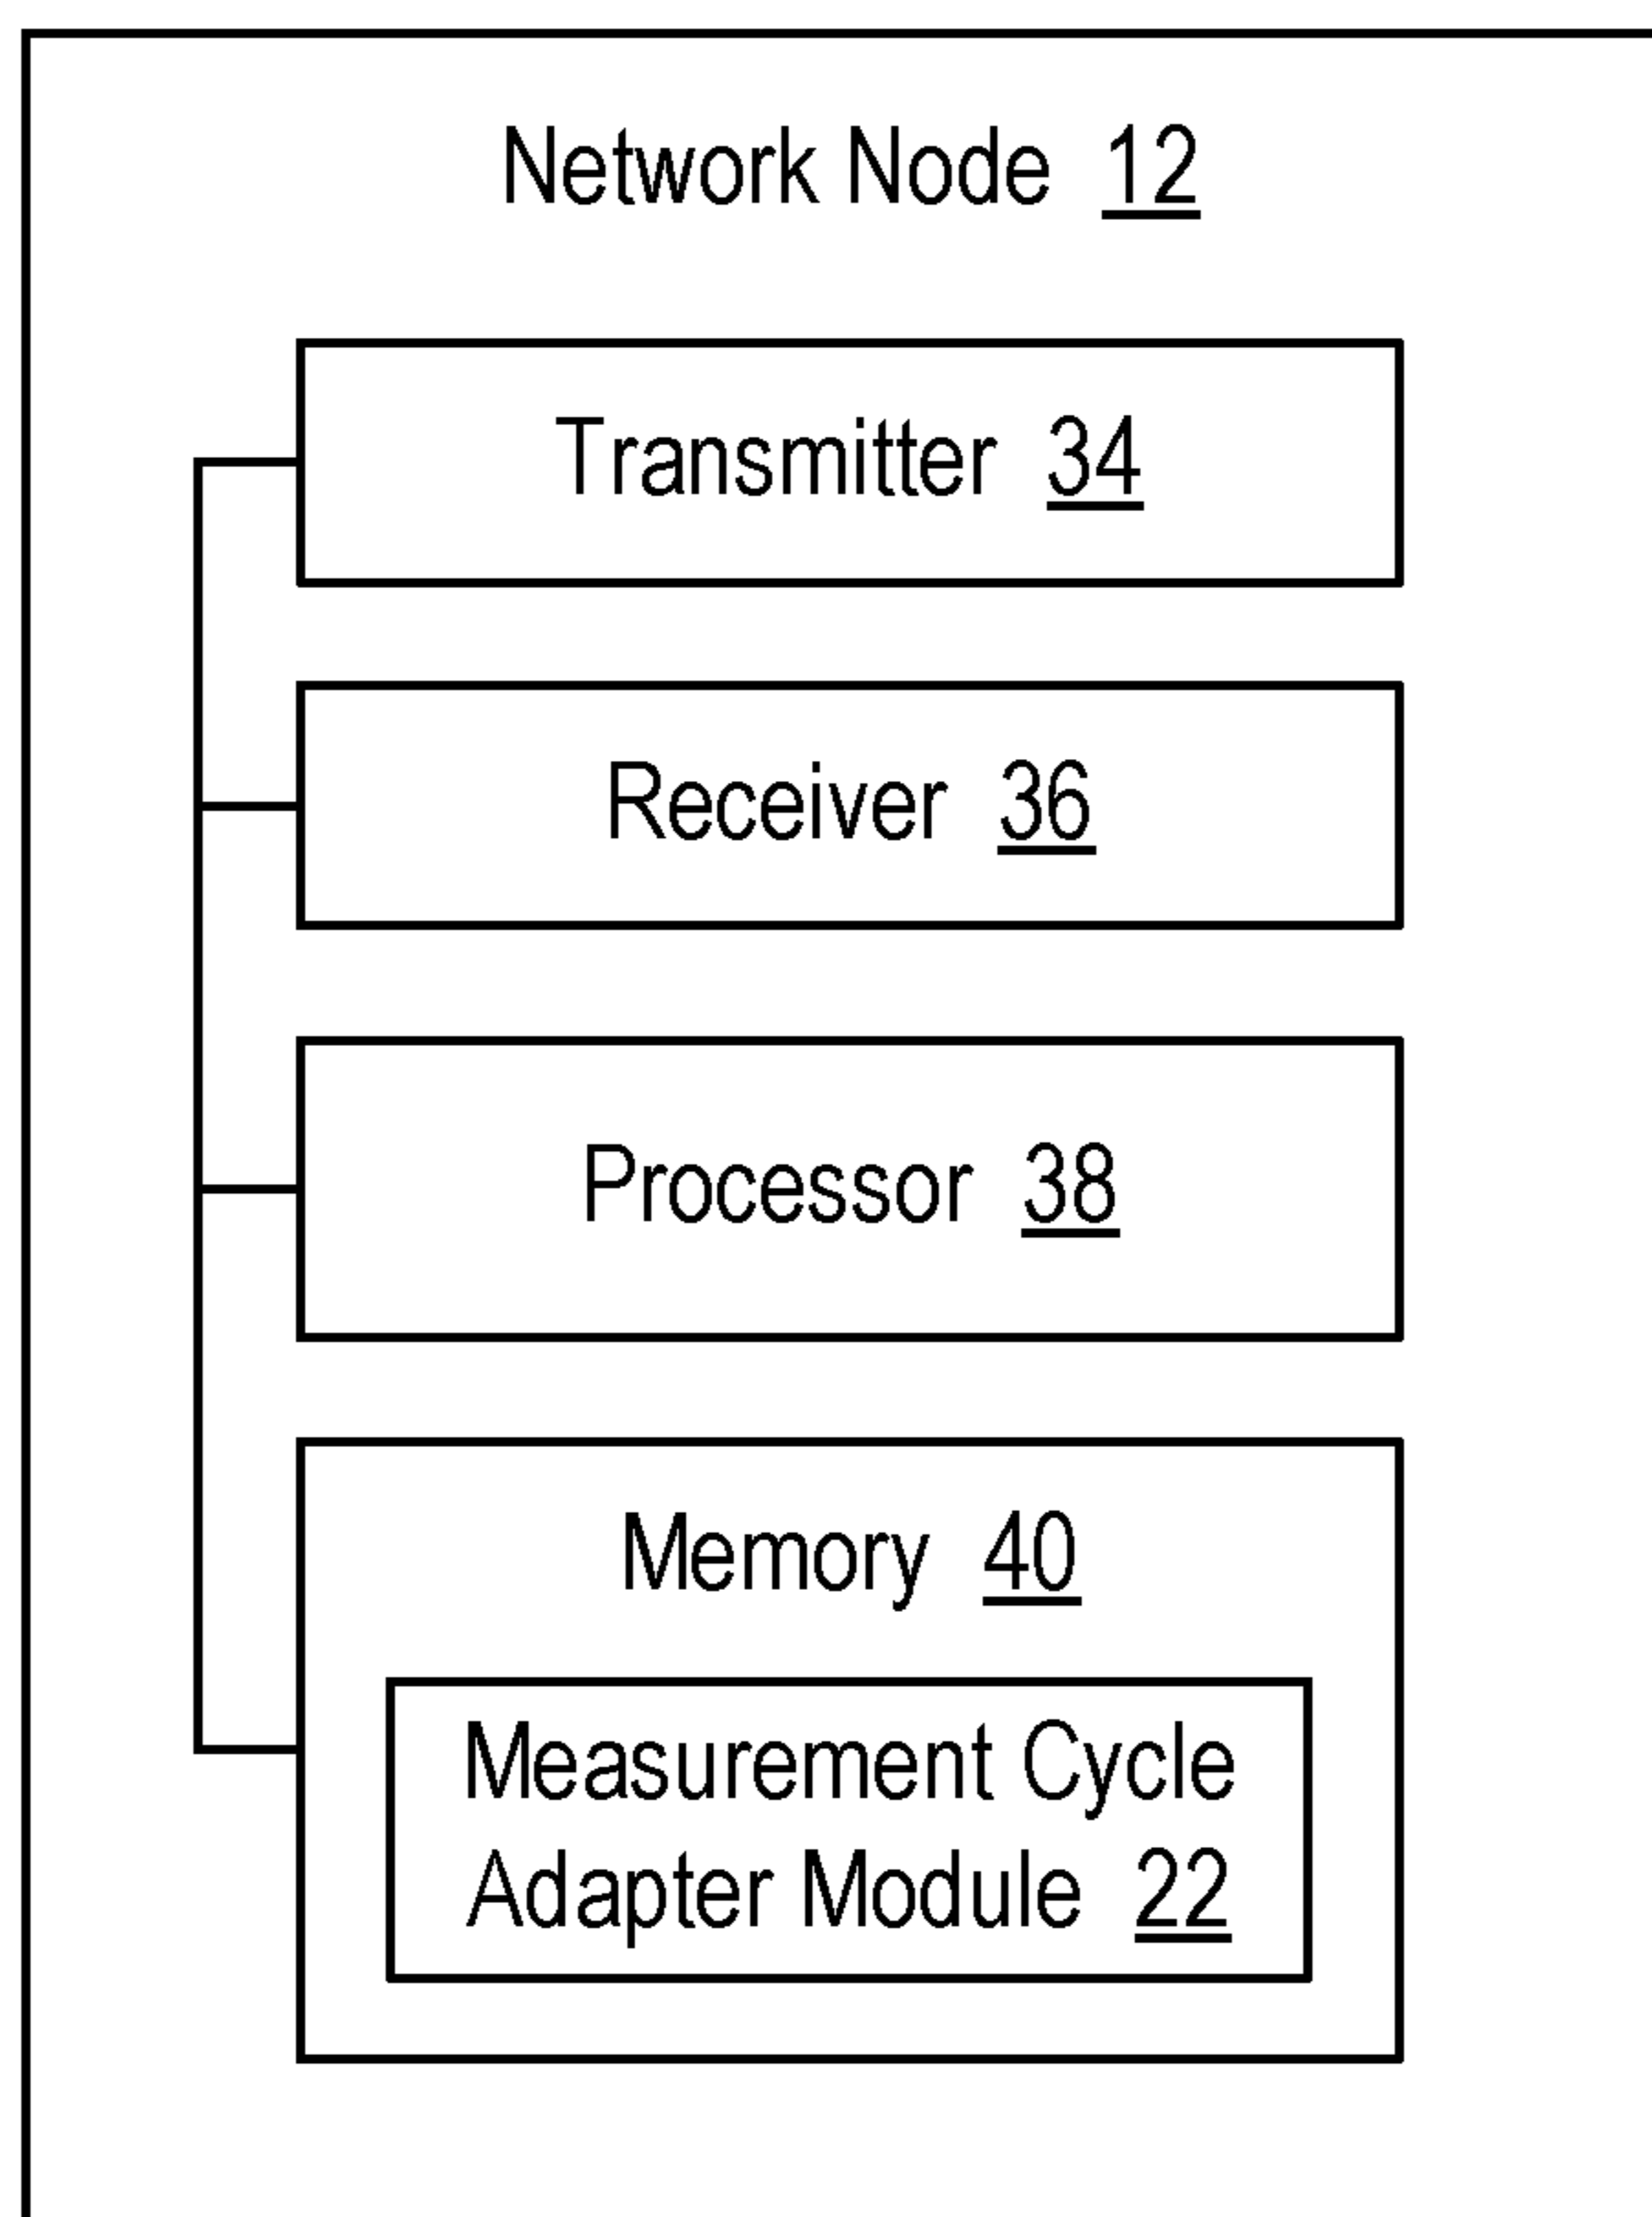 Network Node 12
Transmitter 34
Receiver 36
Processor 38
Memory 40
Measurement Cycle
Adapter Module 22